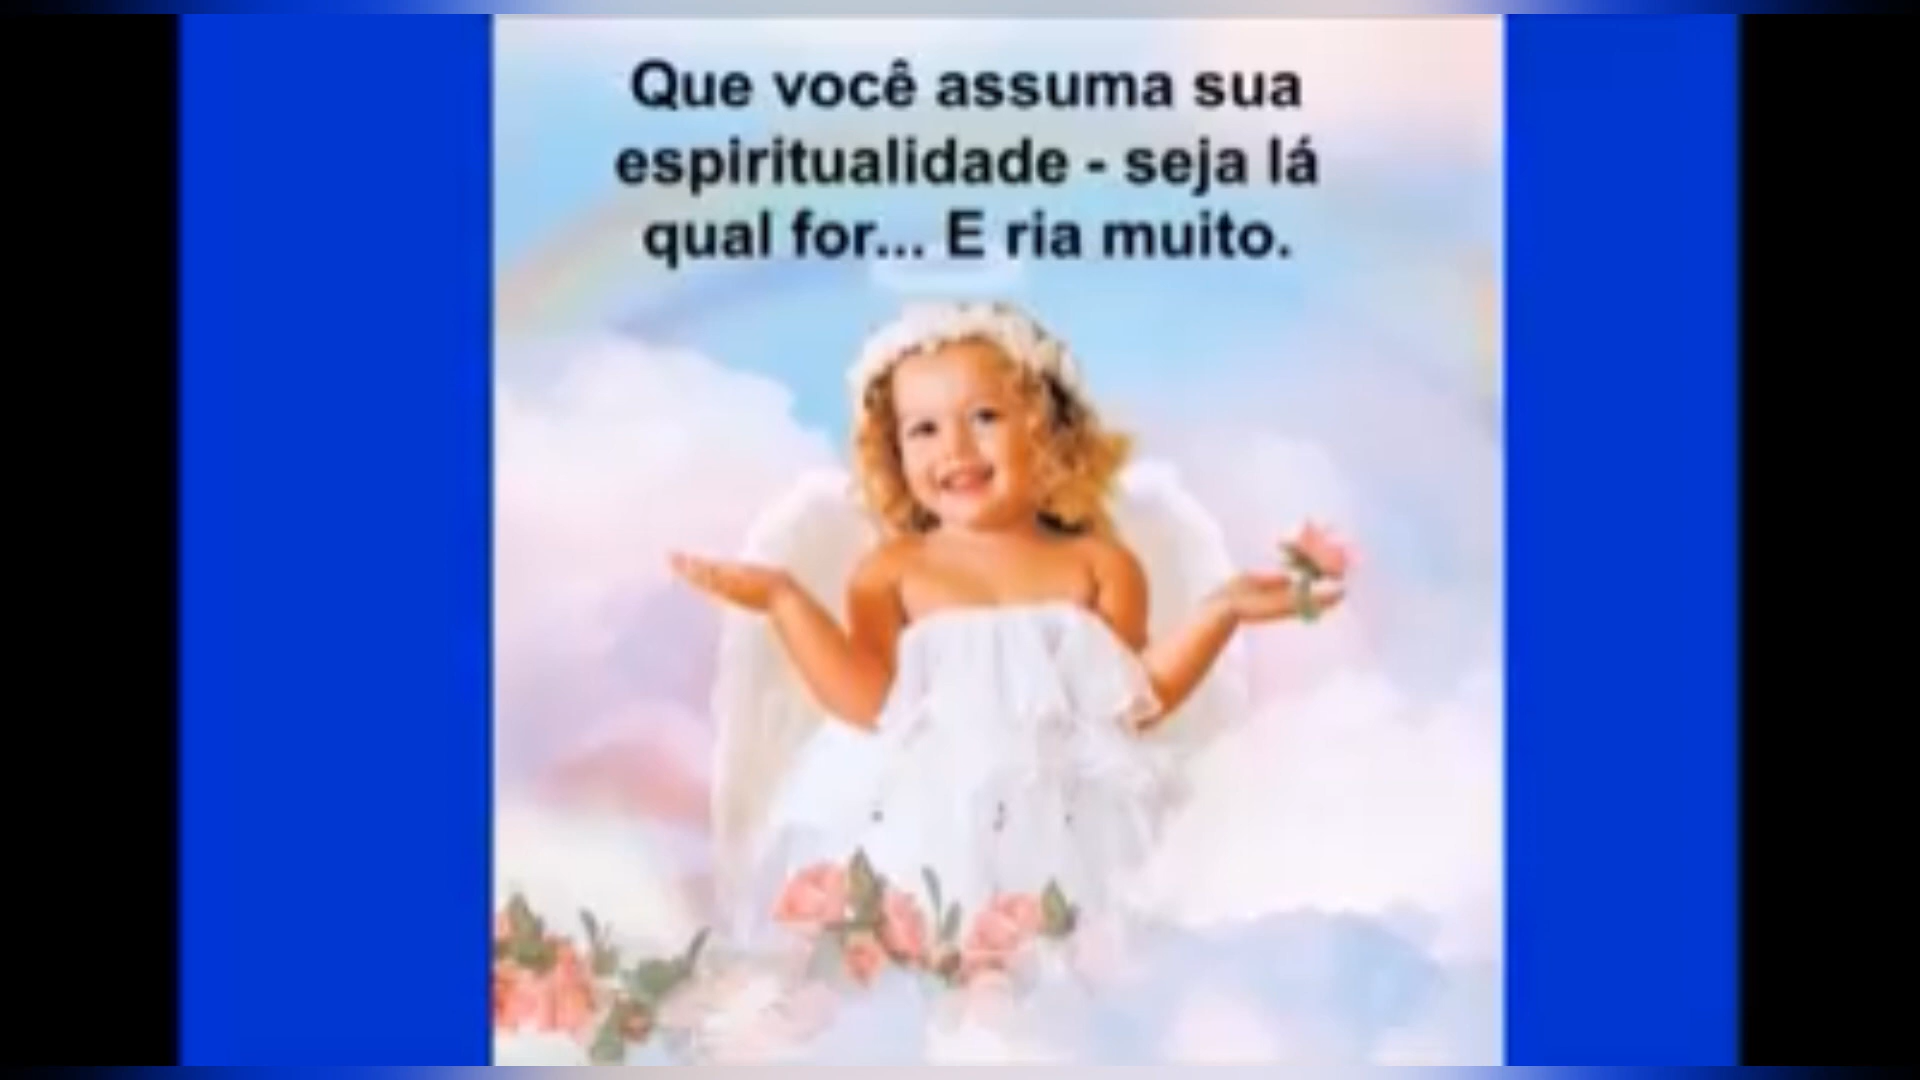 Que você assuma sua
espiritualidade - seja lá
qual for... E ria muito.